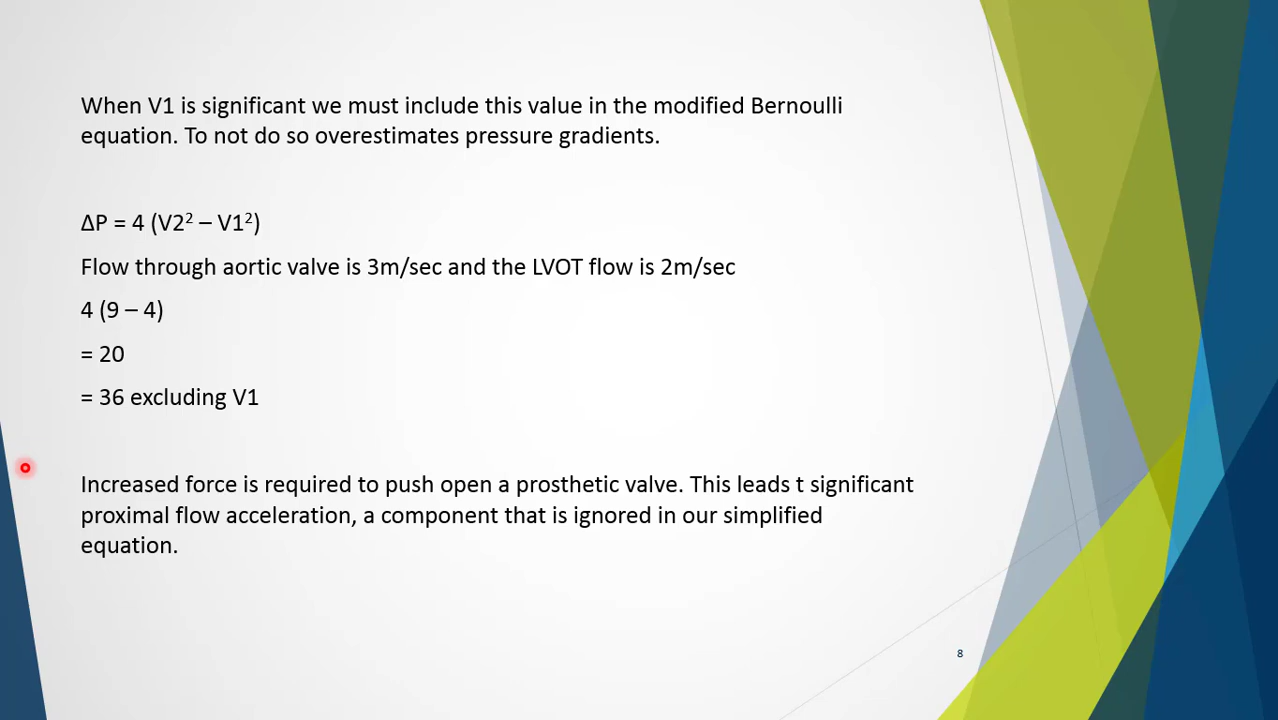 When V1 is significant we must include this value in the modified Bernoulli
equation. To not do so overestimates pressure gradients.
ΔP = 4 (V2² – V1²)
Flow through aortic valve is 3m/sec and the LVOT flow is 2m/sec
4 (9 – 4)
= 20
= 36 excluding V1
Increased force is required to push open a prosthetic valve. This leads t significant
proximal flow acceleration, a component that is ignored in our simplified
equation.
8